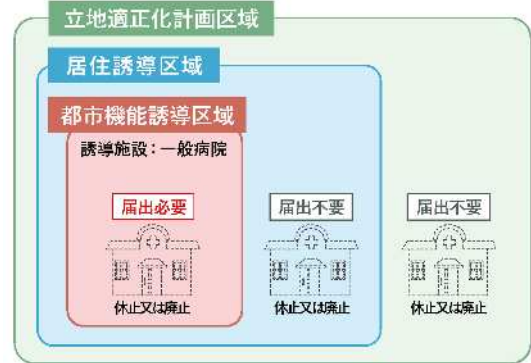 立地適正化計画区域
居住誘導区域
都市機能誘導区域
誘導施設：一般病院
届出必要
届出不要
届出不要
休止又は廃止
休止又は廃止
休止又は廃止